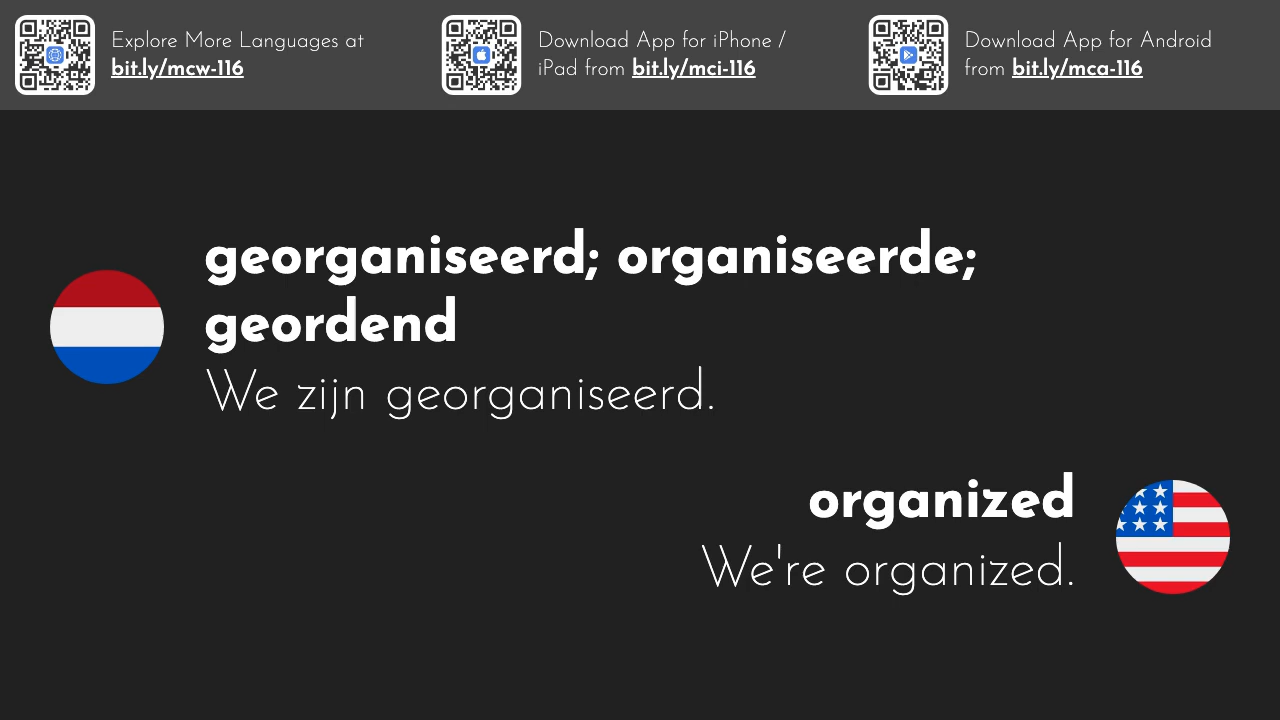 Explore More Languages at
bit.ly/mcw-116
Download App for iPhone /
iPad from bit.ly/mci-116
Download App for Android
from bit.ly/mca-116
georganiseerd; organiseerde;
geordend
We zijn georganiseerd.
organized
We're organized.